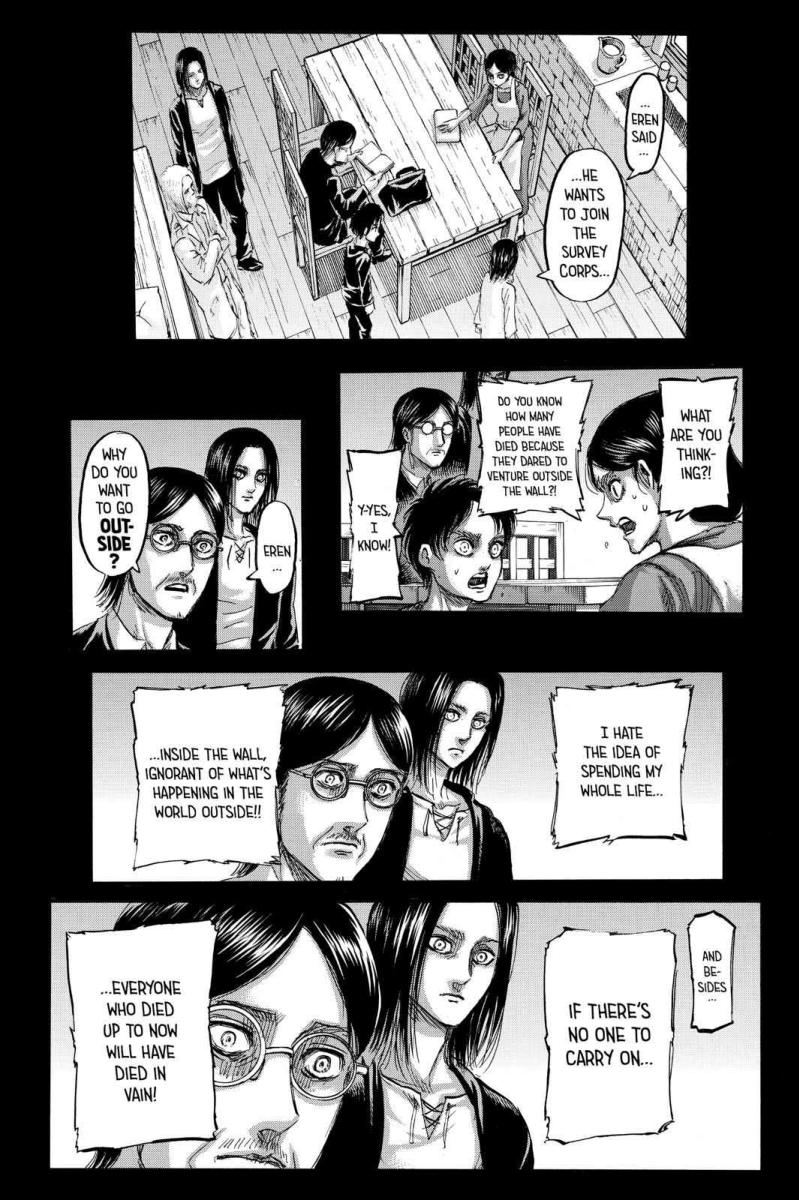 ...
EREN
SAID
...
...HE
WANTS
TO JOIN
THE
SURVEY
CORPS...
WHAT
ARE YOU
THINK-
ING?!
DO YOU KNOW
HOW MANY
PEOPLE HAVE
DIED BECAUSE
THEY DARED TO
VENTURE OUTSIDE
THE WALL?!
Y-YES,
I
KNOW!
EREN
...
WHY
DO YOU
WANT
TO GO
OUT-
SIDE
?
I HATE
THE IDEA OF
SPENDING MY
WHOLE LIFE...
...INSIDE THE WALL,
IGNORANT OF WHAT'S
HAPPENING IN THE
WORLD OUTSIDE!!
AND
BE-
SIDES
...
IF THERE'S
NO ONE TO
CARRY ON...
...EVERYONE
WHO DIED
UP TO NOW
WILL HAVE
DIED IN
VAIN!